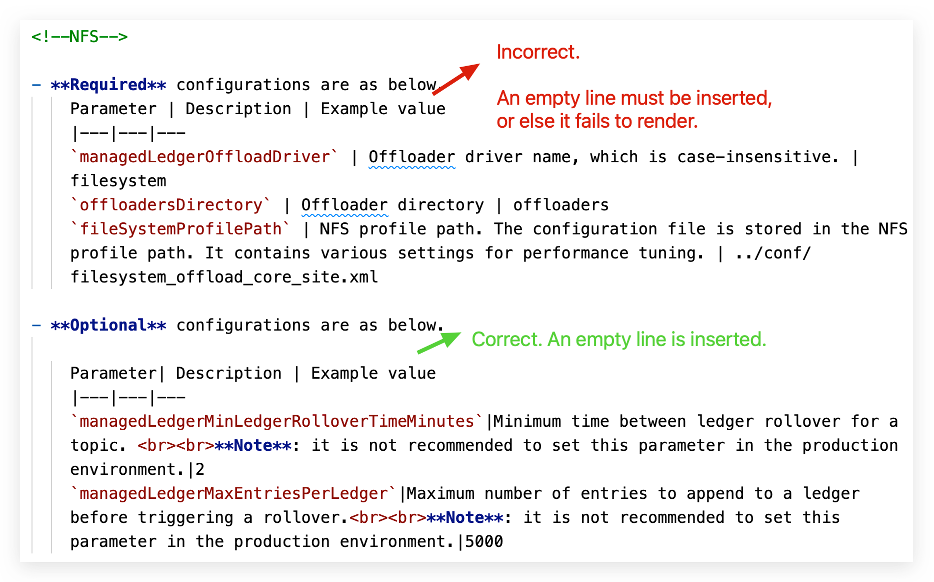 <!--NFS-->
Incorrect.
- **Required** configurations are as below.
An empty line must be inserted,
or else it fails to render.
Parameter | Description | Example value
|---|---|---
`managedLedgerOffloadDriver` | Offloader driver name, which is case-insensitive. |
filesystem
`offloadersDirectory` | Offloader directory | offloaders
`fileSystemProfilePath` | NFS profile path. The configuration file is stored in the NFS
profile path. It contains various settings for performance tuning. | ../conf/
filesystem_offload_core_site.xml
- **Optional** configurations are as below.
Correct. An empty line is inserted.
Parameter| Description | Example value
|---|---|---
`managedLedgerMinLedgerRolloverTimeMinutes`|Minimum time between ledger rollover for a
topic. <br><br>**Note**: it is not recommended to set this parameter in the production
environment.|2
`managedLedgerMaxEntriesPerLedger`|Maximum number of entries to append to a ledger
before triggering a rollover.<br><br>**Note**: it is not recommended to set this
parameter in the production environment.|5000